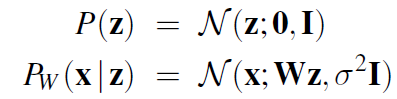 P(z) = 𝒩(z; 0, I)
P_W(x|z) = 𝒩(x; Wz, σ²I)